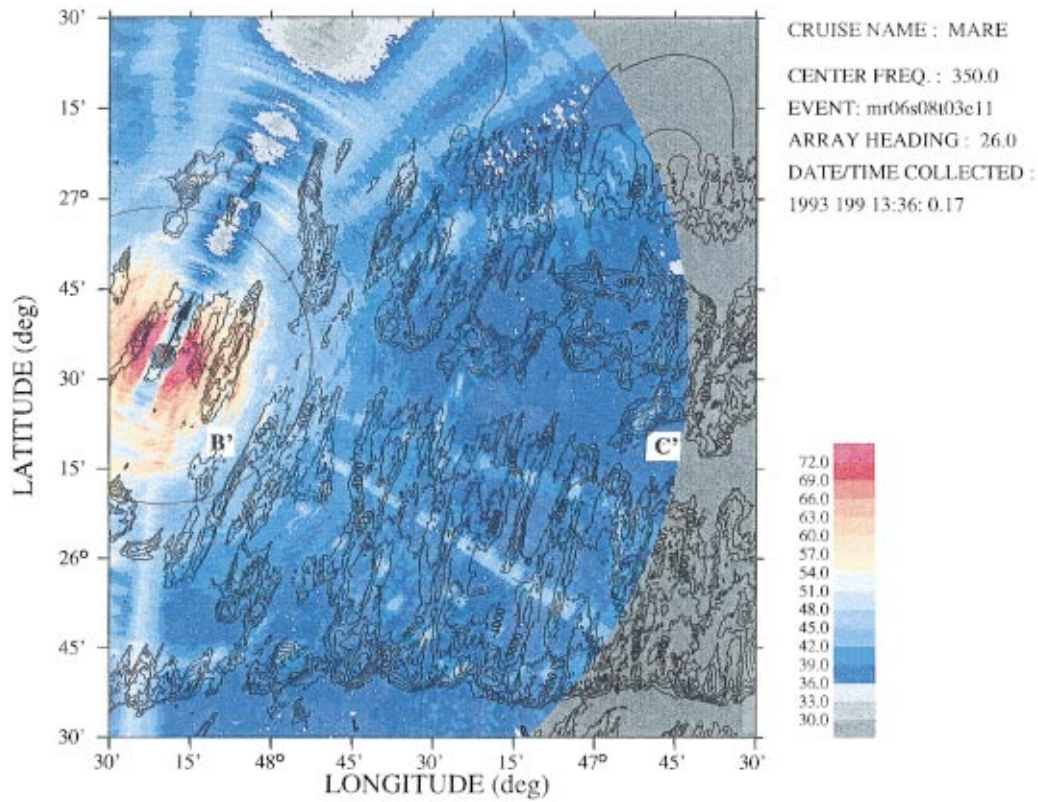 CRUISE NAME : MARE
CENTER FREQ. : 350.0
EVENT: mr06s08t03e11
ARRAY HEADING : 26.0
DATE/TIME COLLECTED :
1993 199 13:36: 0.17
LATITUDE (deg)
30'
15'
27°
45'
30'
15'
26°
45'
30'
B'
C'
72.0
69.0
66.0
63.0
60.0
57.0
54.0
51.0
48.0
45.0
42.0
39.0
36.0
33.0
30.0
30' 15' 48° 45' 30' 15' 47° 45' 30'
LONGITUDE (deg)